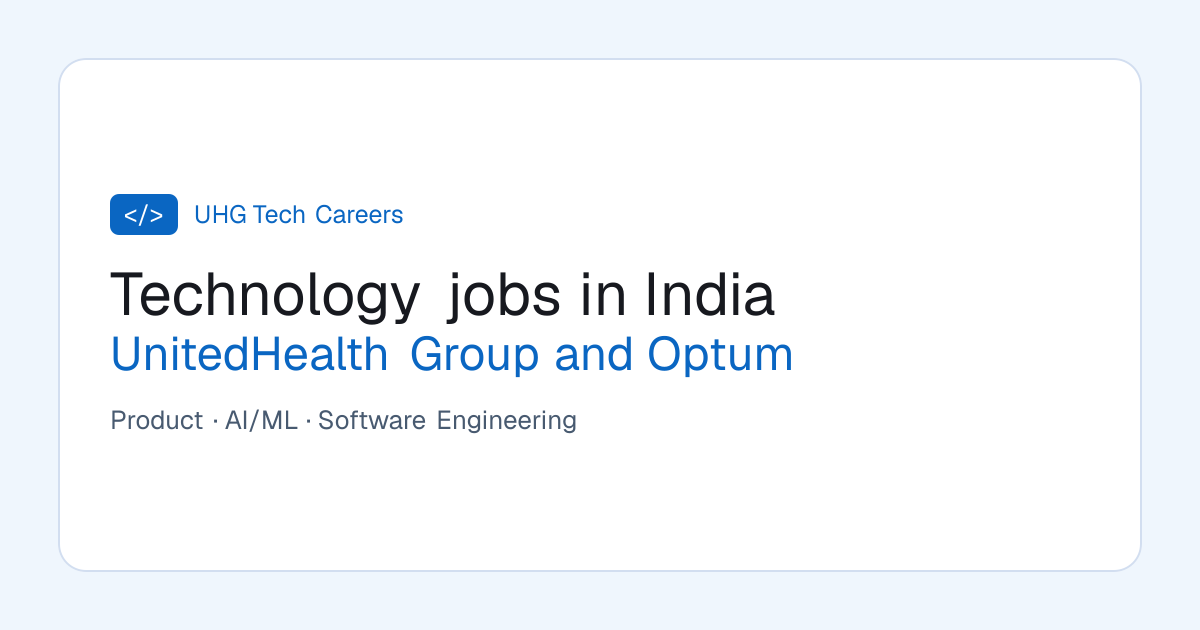 </> UHG Tech Careers
Technology jobs in India
UnitedHealth Group and Optum
Product · AI/ML · Software Engineering